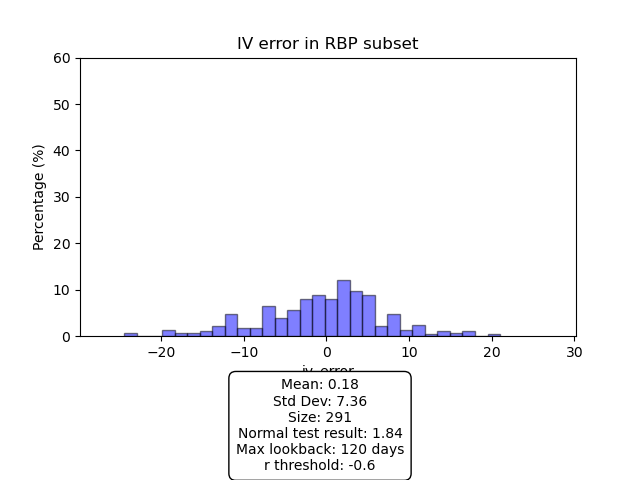 IV error in RBP subset
Percentage (%)
60
50
40
30
20
10
0
−20 −10 0 10 20 30
iv_error
Mean: 0.18
Std Dev: 7.36
Size: 291
Normal test result: 1.84
Max lookback: 120 days
r threshold: -0.6